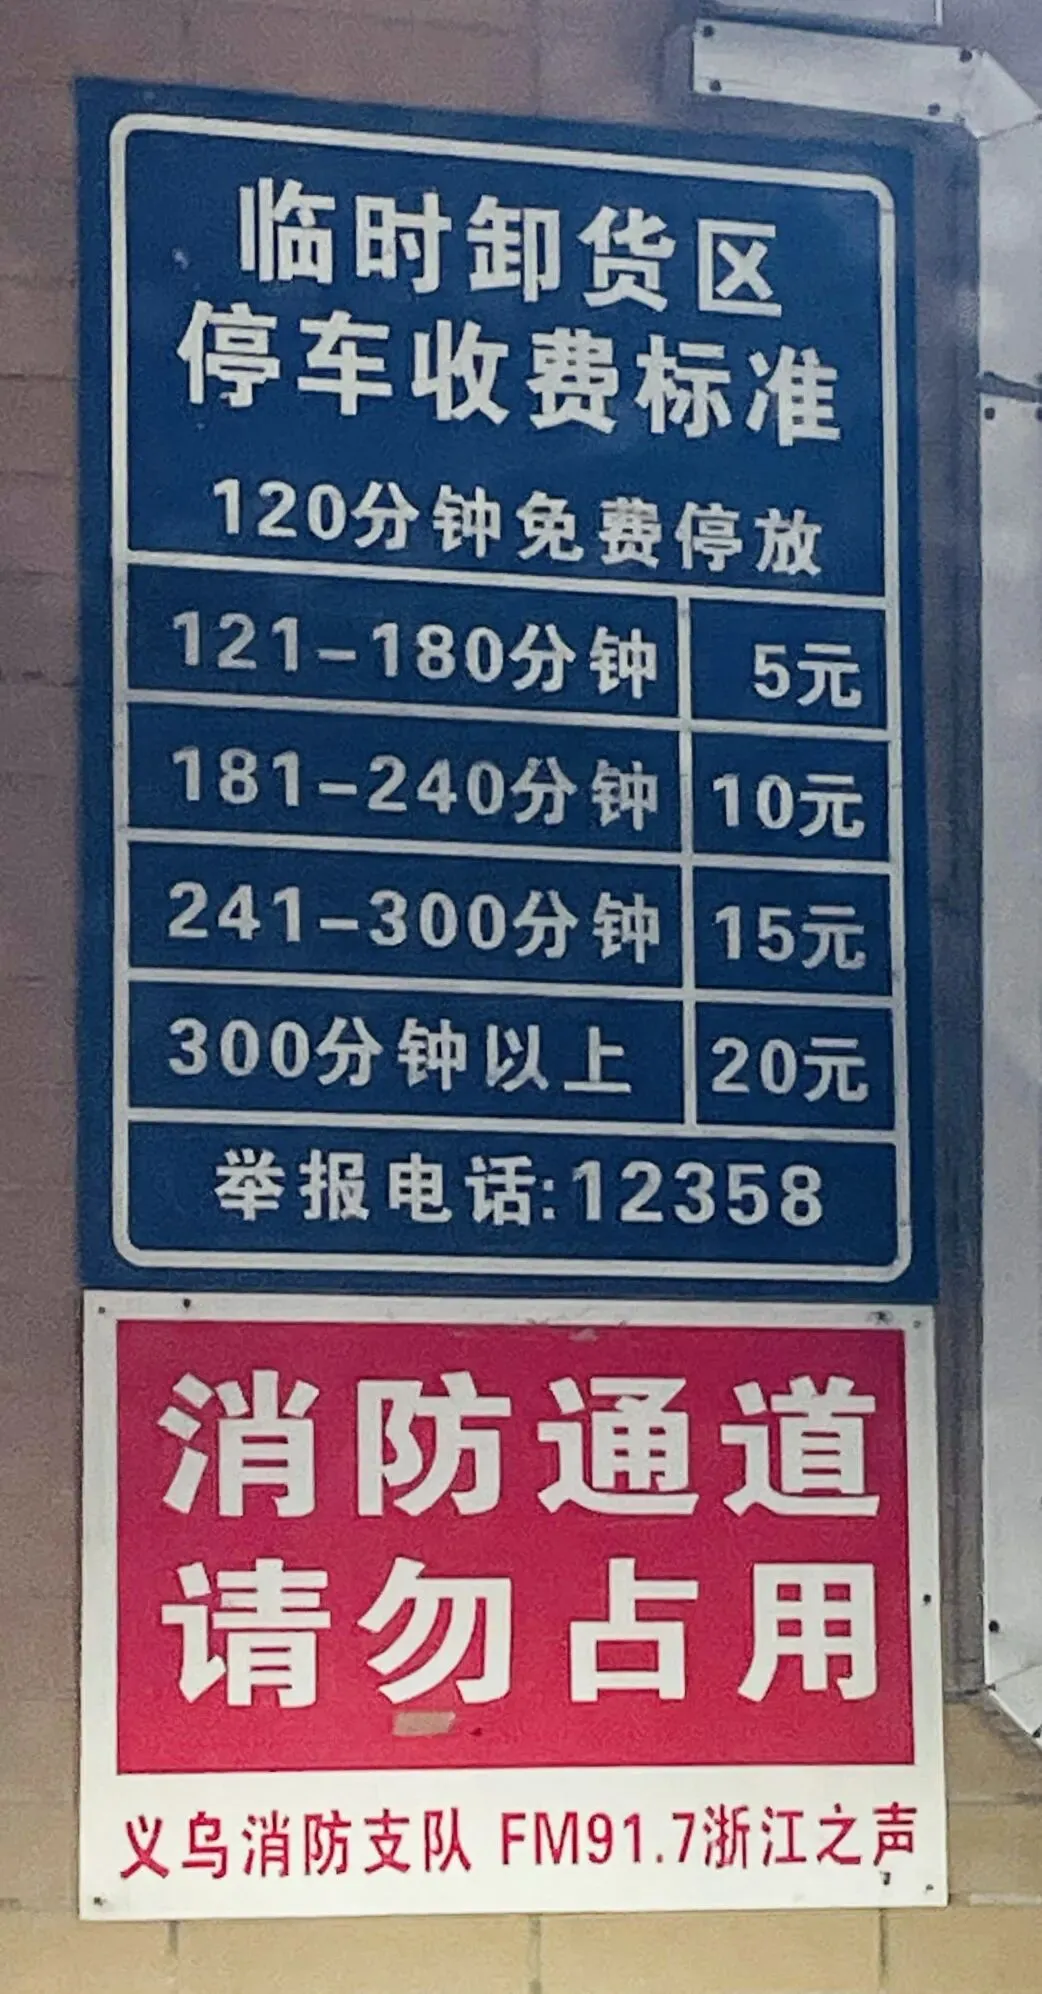 临时卸货区
停车收费标准
120分钟免费停放
121-180分钟 5元
181-240分钟 10元
241-300分钟 15元
300分钟以上 20元
举报电话:12358
消防通道
请勿占用
义乌消防支队 FM91.7浙江之声